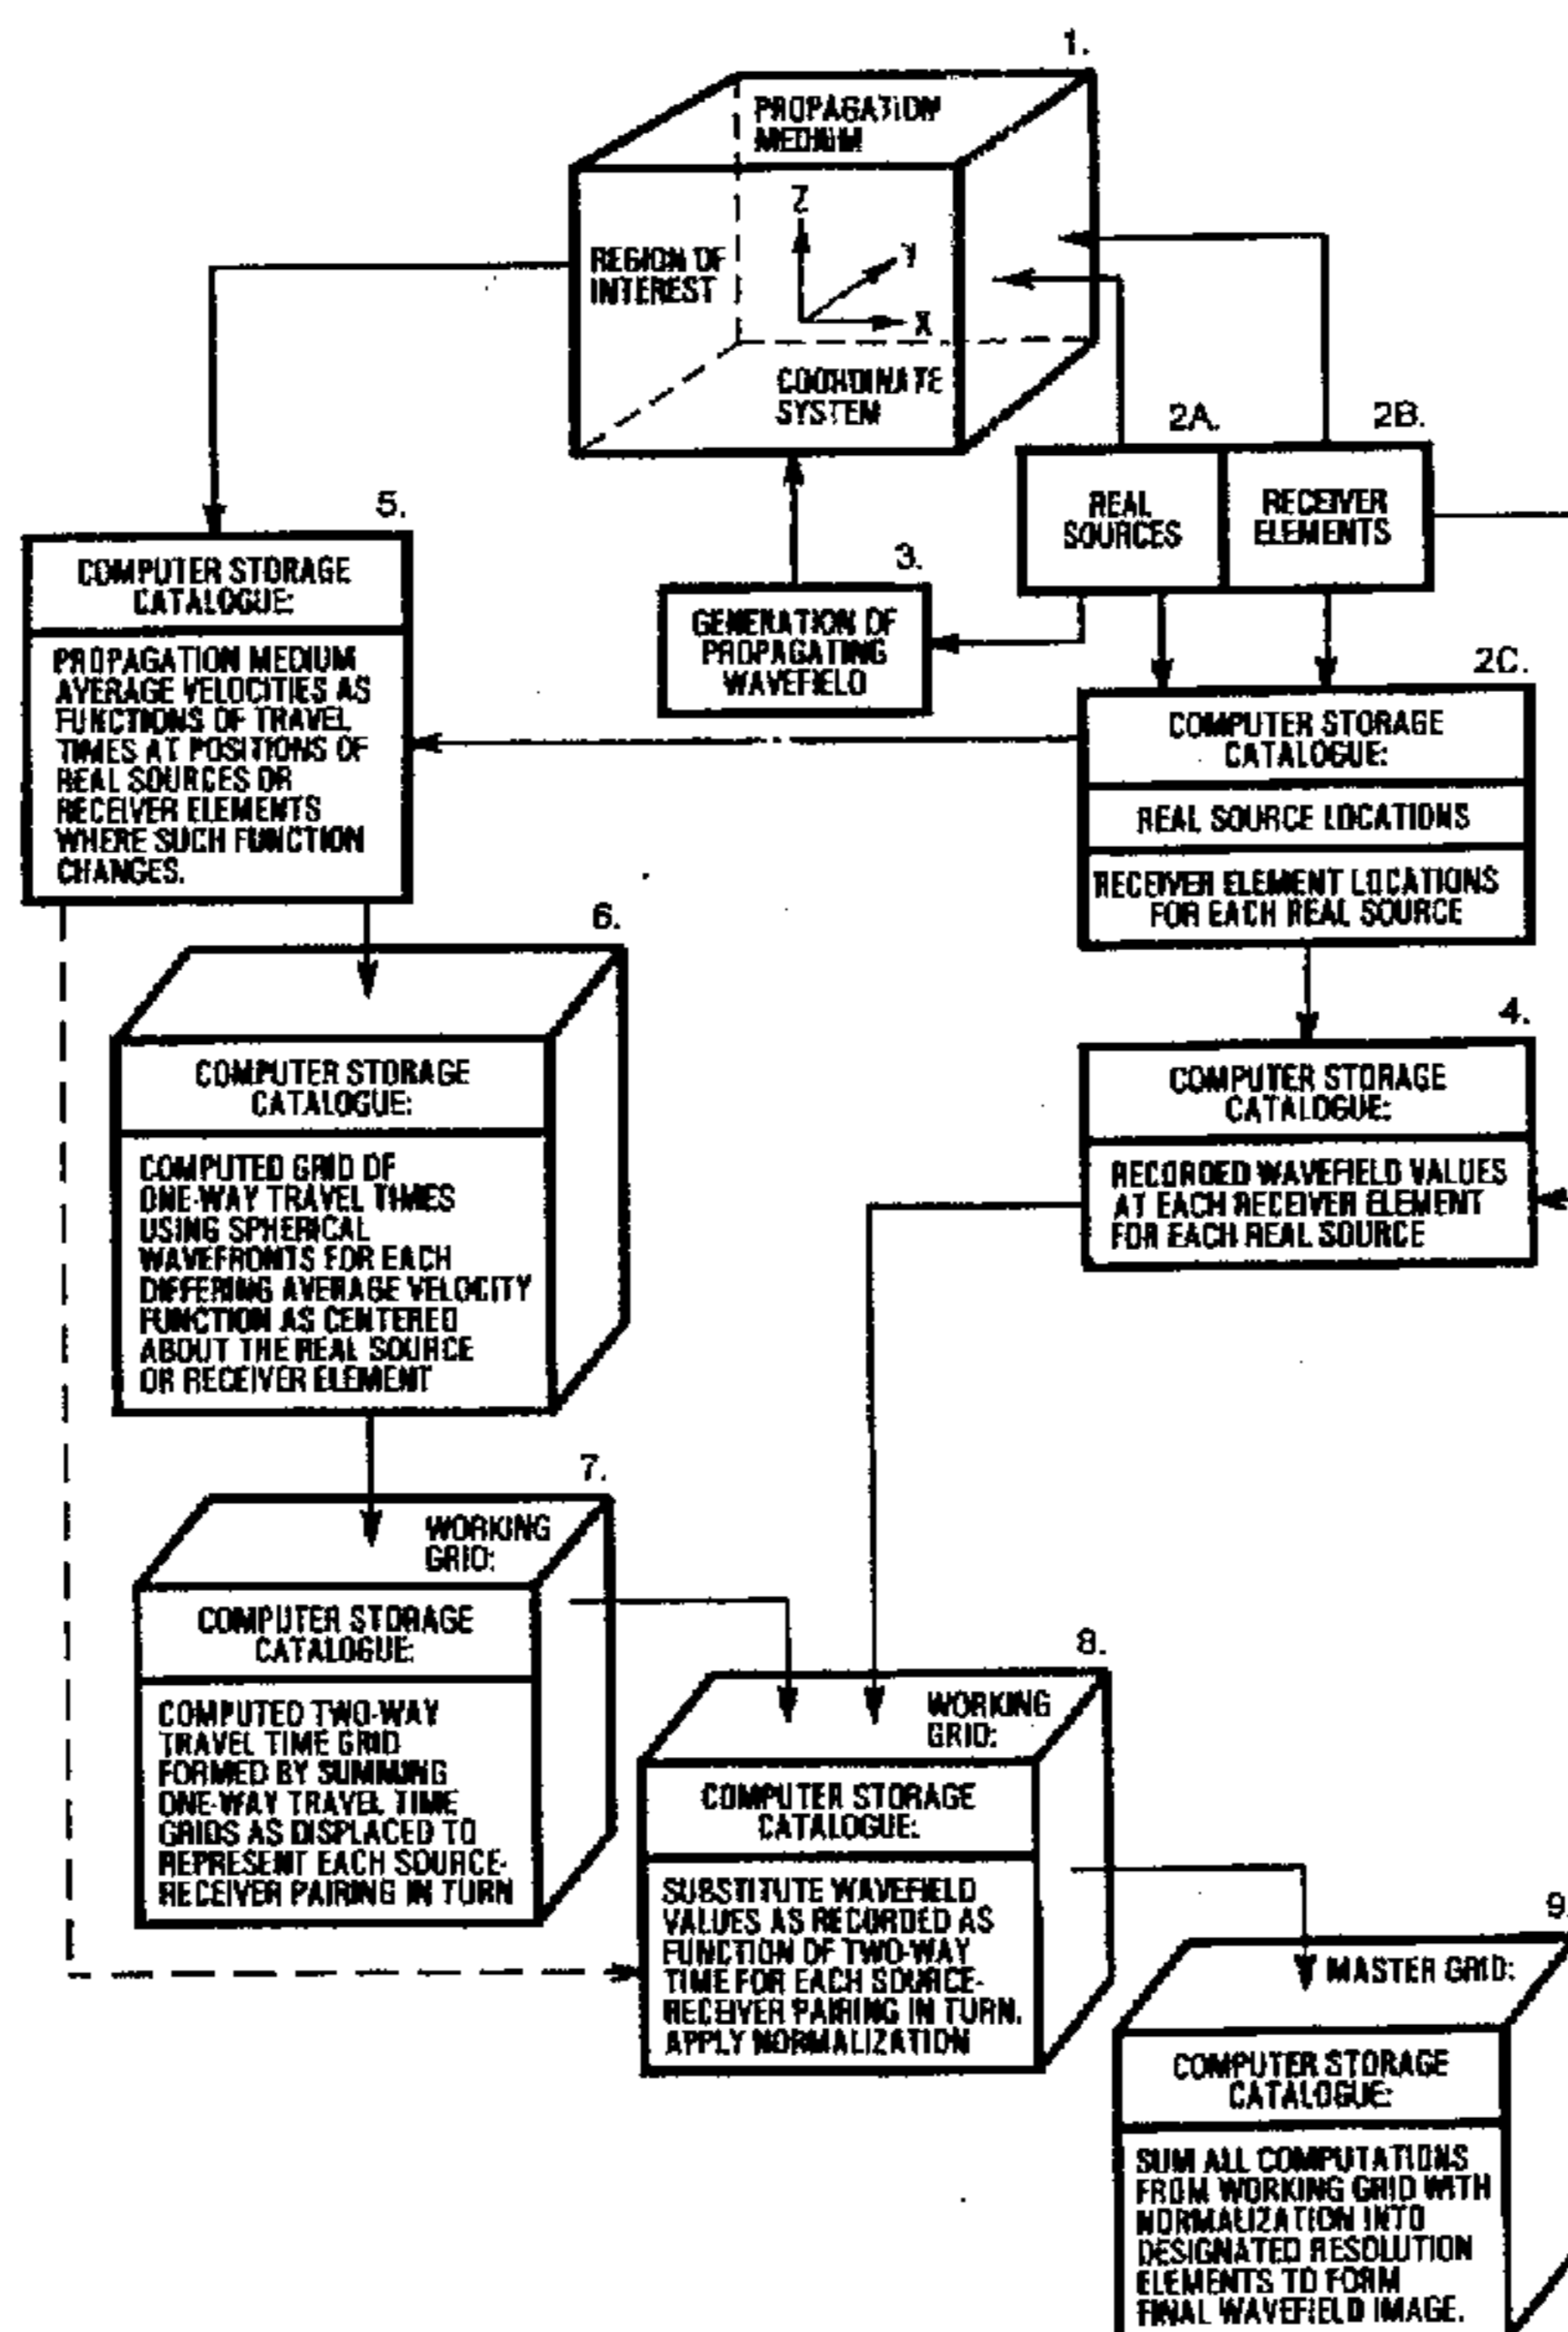 1.
PROPAGATION
MEDIUM
Z
Y
X
REGION OF
INTEREST
COORDINATE
SYSTEM
2A.
2B.
REAL
SOURCES
RECEIVER
ELEMENTS
3.
GENERATION OF
PROPAGATING
WAVEFIELD
2C.
COMPUTER STORAGE
CATALOGUE:
REAL SOURCE LOCATIONS
RECEIVER ELEMENT LOCATIONS
FOR EACH REAL SOURCE
5.
COMPUTER STORAGE
CATALOGUE:
PROPAGATION MEDIUM
AVERAGE VELOCITIES AS
FUNCTIONS OF TRAVEL
TIMES AT POSITIONS OF
REAL SOURCES OR
RECEIVER ELEMENTS
WHERE SUCH FUNCTION
CHANGES.
4.
COMPUTER STORAGE
CATALOGUE:
RECORDED WAVEFIELD VALUES
AT EACH RECEIVER ELEMENT
FOR EACH REAL SOURCE
6.
COMPUTER STORAGE
CATALOGUE:
COMPUTED GRID OF
ONE-WAY TRAVEL TIMES
USING SPHERICAL
WAVEFRONTS FOR EACH
DIFFERING AVERAGE VELOCITY
FUNCTION AS CENTERED
ABOUT THE REAL SOURCE
OR RECEIVER ELEMENT
7.
WORKING
GRID:
COMPUTER STORAGE
CATALOGUE:
COMPUTED TWO-WAY
TRAVEL TIME GRID
FORMED BY SUMMING
ONE-WAY TRAVEL TIME
GRIDS AS DISPLACED TO
REPRESENT EACH SOURCE-
RECEIVER PAIRING IN TURN
8.
WORKING
GRID:
COMPUTER STORAGE
CATALOGUE:
SUBSTITUTE WAVEFIELD
VALUES AS RECORDED AS
FUNCTION OF TWO-WAY
TIME FOR EACH SOURCE-
RECEIVER PAIRING IN TURN.
APPLY NORMALIZATION
9.
MASTER GRID:
COMPUTER STORAGE
CATALOGUE:
SUM ALL COMPUTATIONS
FROM WORKING GRID WITH
NORMALIZATION INTO
DESIGNATED RESOLUTION
ELEMENTS TO FORM
FINAL WAVEFIELD IMAGE.